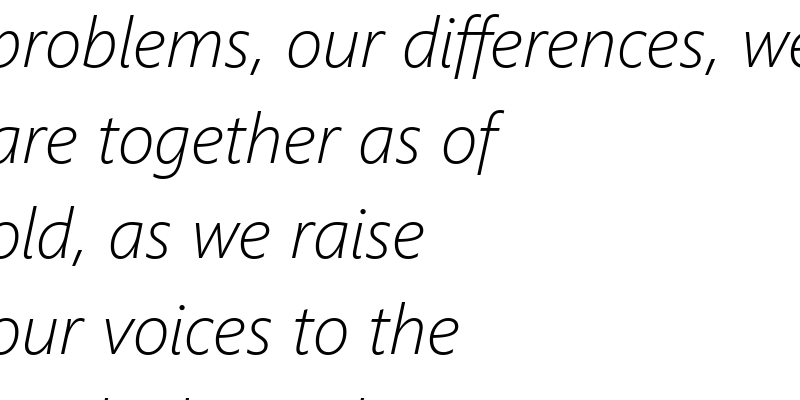 problems, our differences, we
are together as of
old, as we raise
our voices to the